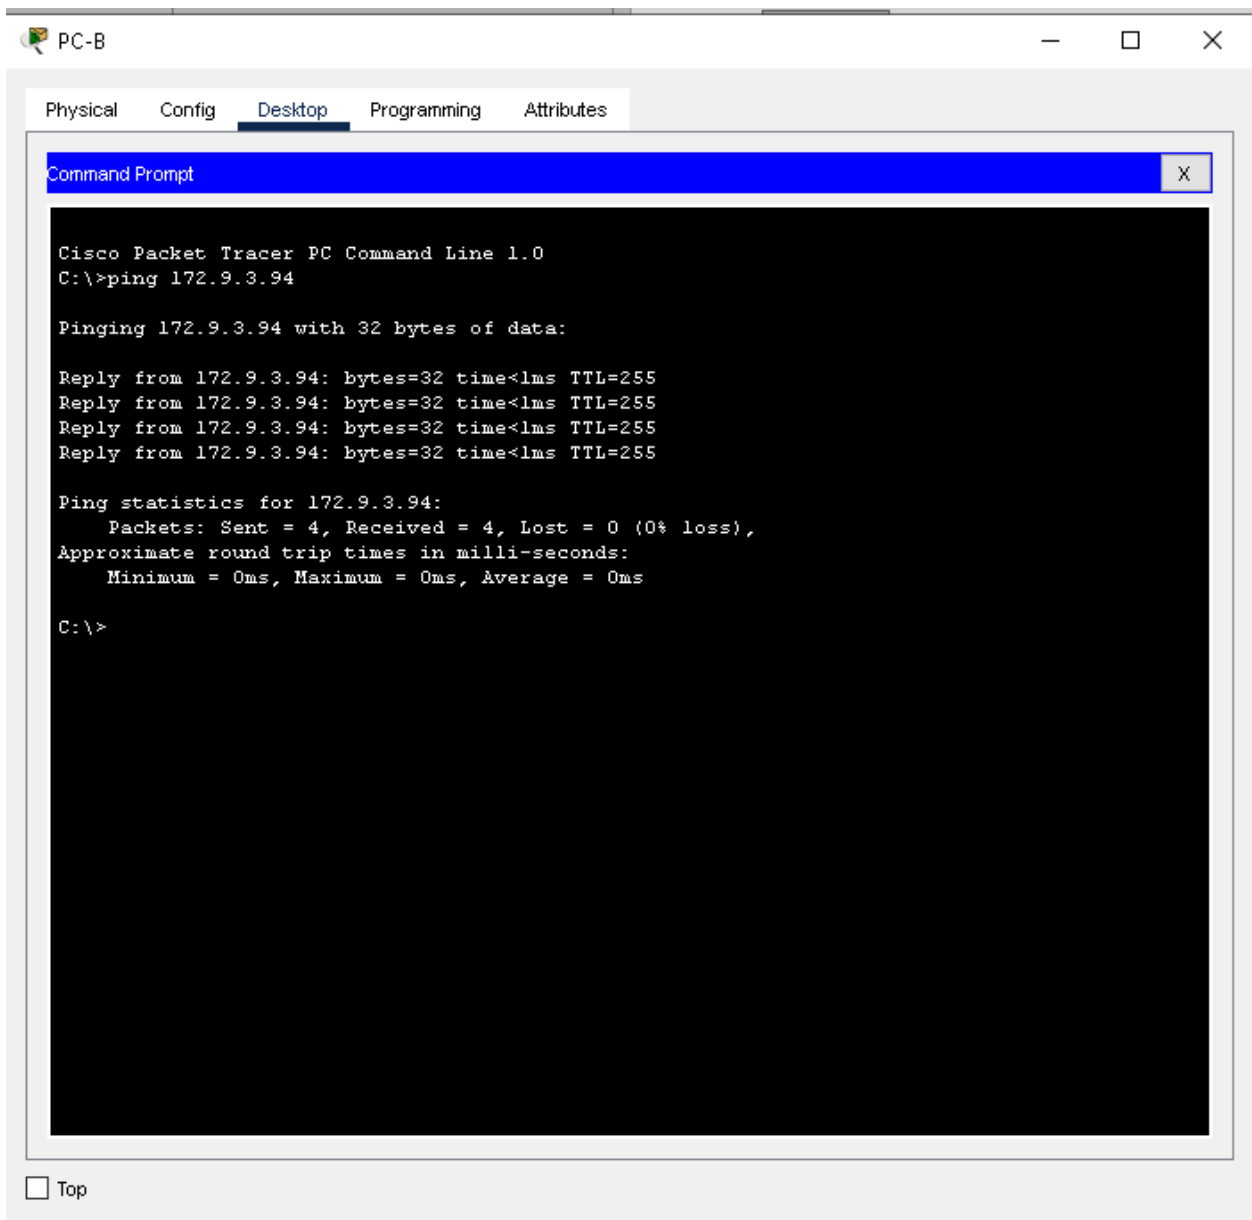 PC-B
Physical Config Desktop Programming Attributes
Command Prompt X
Cisco Packet Tracer PC Command Line 1.0
C:\>ping 172.9.3.94
Pinging 172.9.3.94 with 32 bytes of data:
Reply from 172.9.3.94: bytes=32 time<1ms TTL=255
Reply from 172.9.3.94: bytes=32 time<1ms TTL=255
Reply from 172.9.3.94: bytes=32 time<1ms TTL=255
Reply from 172.9.3.94: bytes=32 time<1ms TTL=255
Ping statistics for 172.9.3.94:
Packets: Sent = 4, Received = 4, Lost = 0 (0% loss),
Approximate round trip times in milli-seconds:
Minimum = 0ms, Maximum = 0ms, Average = 0ms
C:\>
Top